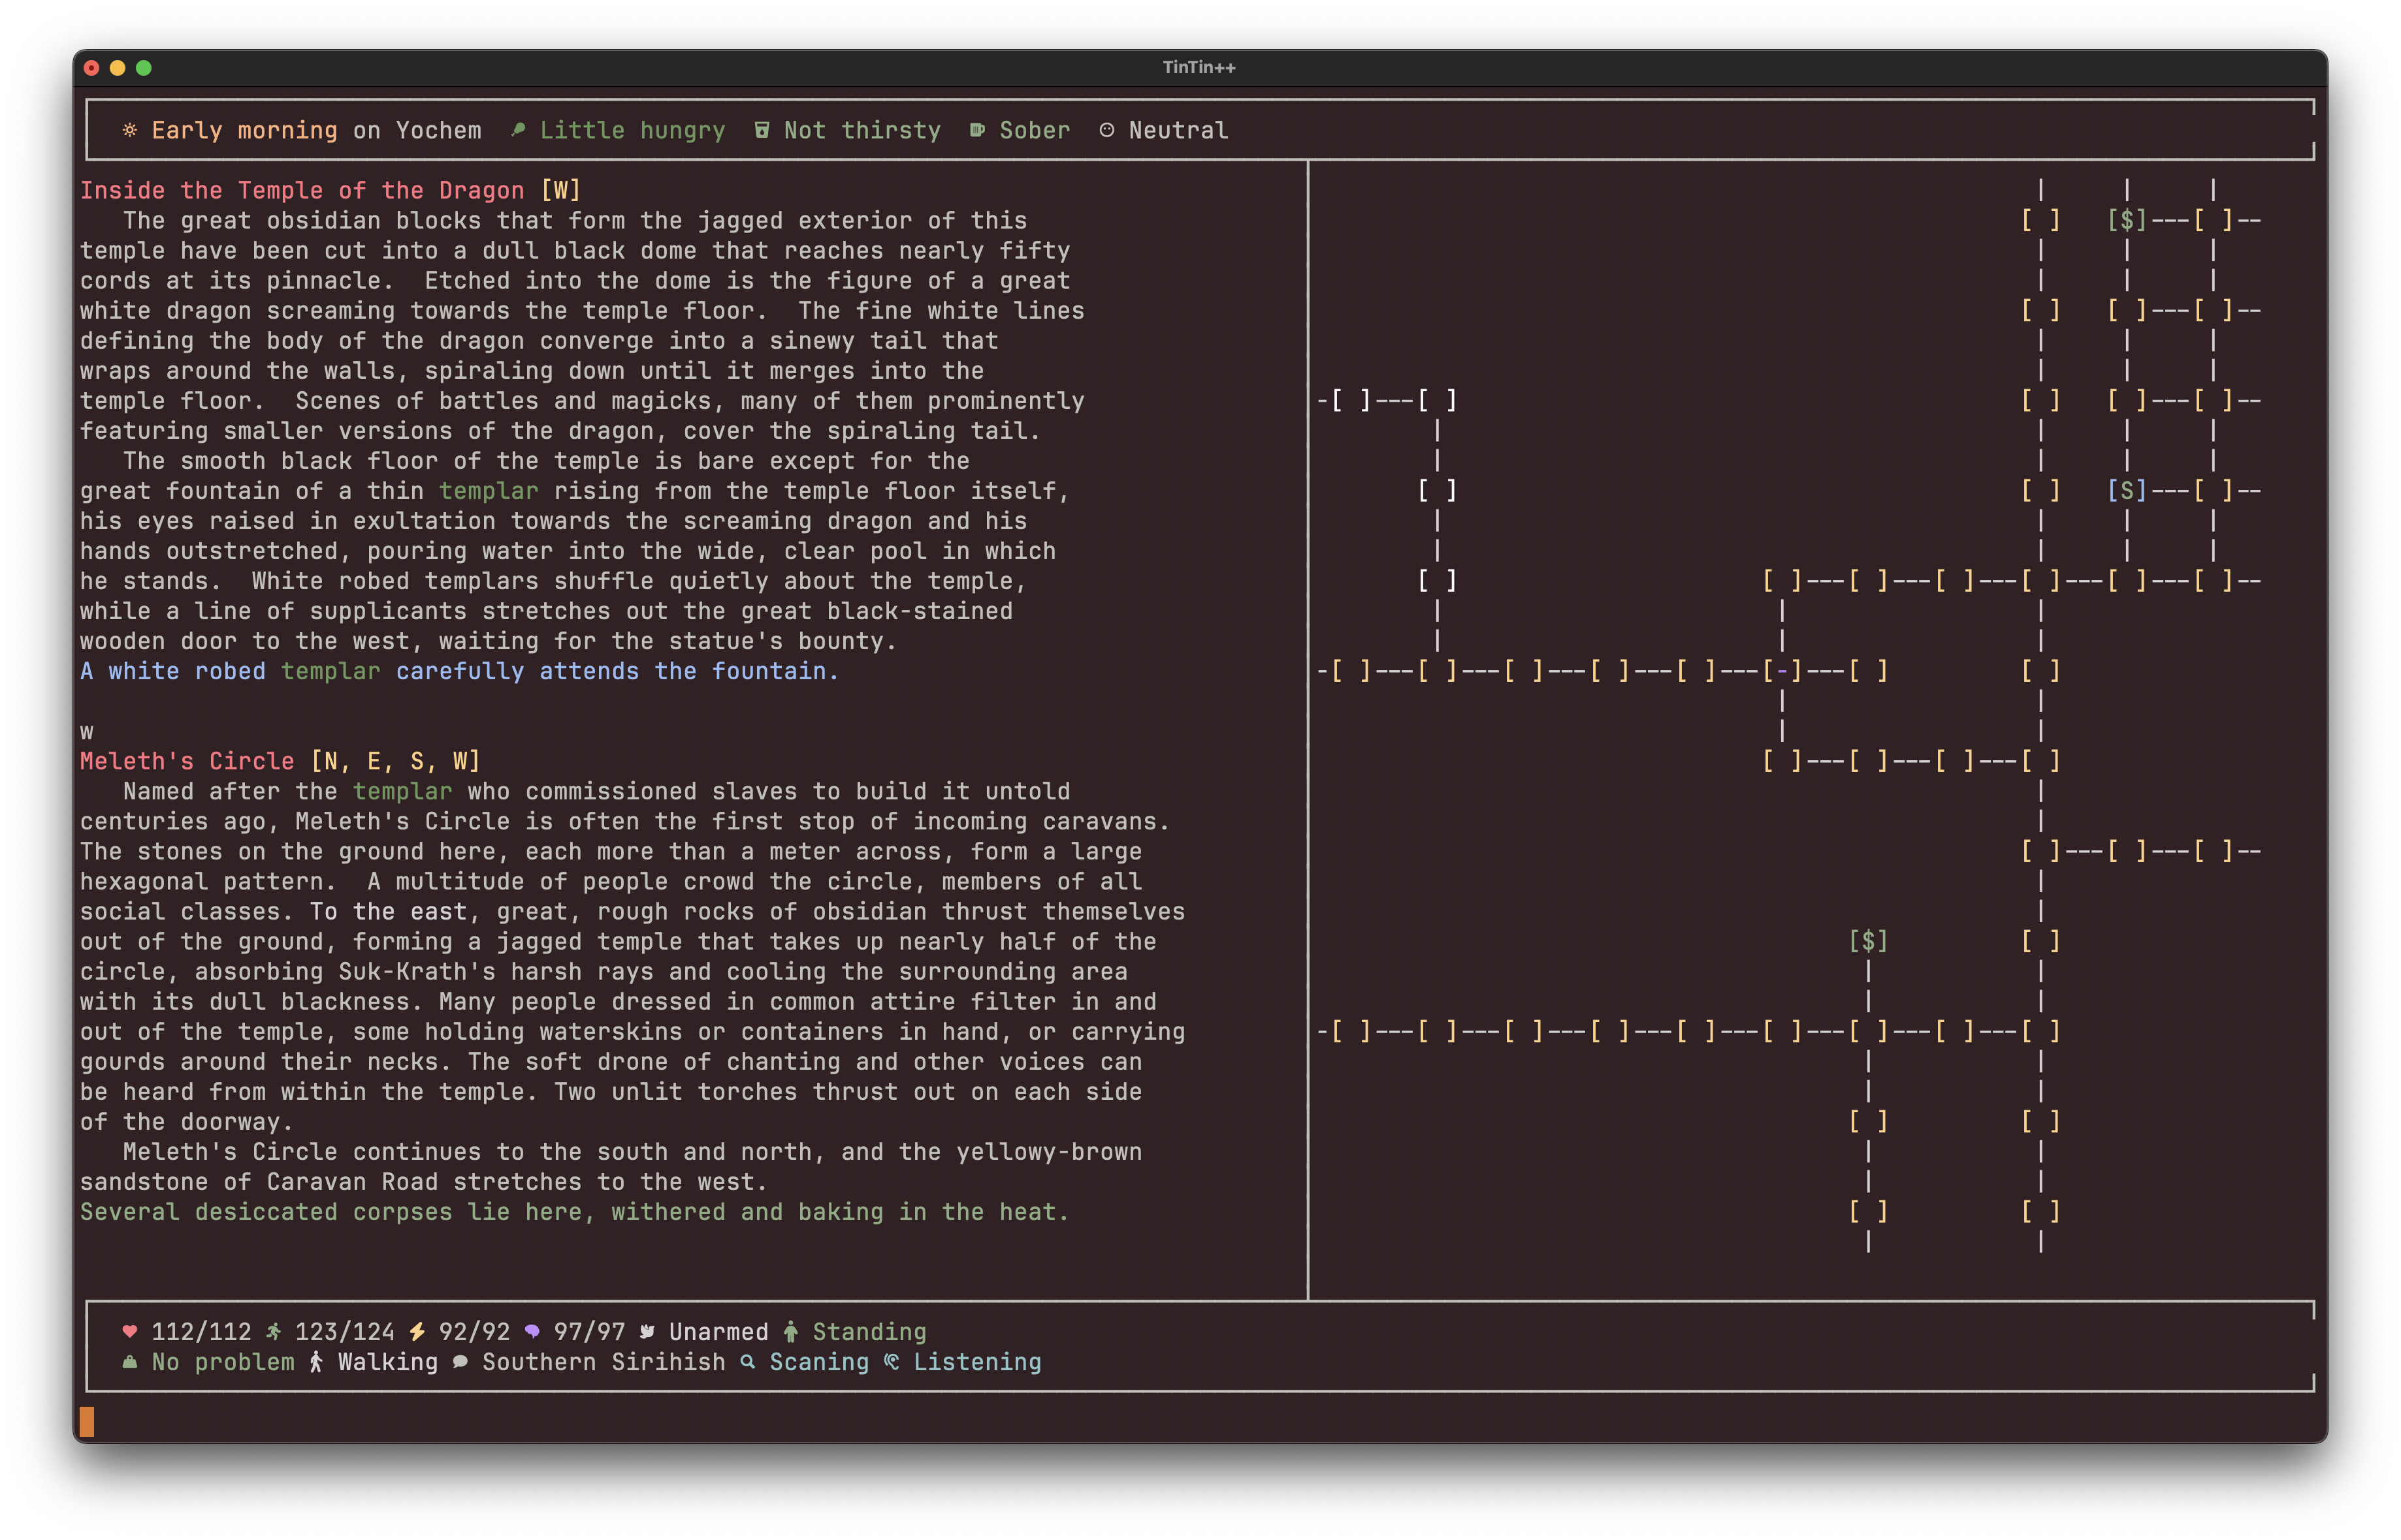 TinTin++
Early morning on Yochem Little hungry Not thirsty Sober Neutral
Inside the Temple of the Dragon [W]
The great obsidian blocks that form the jagged exterior of this
temple have been cut into a dull black dome that reaches nearly fifty
cords at its pinnacle.  Etched into the dome is the figure of a great
white dragon screaming towards the temple floor.  The fine white lines
defining the body of the dragon converge into a sinewy tail that
wraps around the walls, spiraling down until it merges into the
temple floor.  Scenes of battles and magicks, many of them prominently
featuring smaller versions of the dragon, cover the spiraling tail.
The smooth black floor of the temple is bare except for the
great fountain of a thin templar rising from the temple floor itself,
his eyes raised in exultation towards the screaming dragon and his
hands outstretched, pouring water into the wide, clear pool in which
he stands.  White robed templars shuffle quietly about the temple,
while a line of supplicants stretches out the great black-stained
wooden door to the west, waiting for the statue's bounty.
A white robed templar carefully attends the fountain.
w
Meleth's Circle [N, E, S, W]
Named after the templar who commissioned slaves to build it untold
centuries ago, Meleth's Circle is often the first stop of incoming caravans.
The stones on the ground here, each more than a meter across, form a large
hexagonal pattern.  A multitude of people crowd the circle, members of all
social classes. To the east, great, rough rocks of obsidian thrust themselves
out of the ground, forming a jagged temple that takes up nearly half of the
circle, absorbing Suk-Krath's harsh rays and cooling the surrounding area
with its dull blackness. Many people dressed in common attire filter in and
out of the temple, some holding waterskins or containers in hand, or carrying
gourds around their necks. The soft drone of chanting and other voices can
be heard from within the temple. Two unlit torches thrust out on each side
of the doorway.
Meleth's Circle continues to the south and north, and the yellowy-brown
sandstone of Caravan Road stretches to the west.
Several desiccated corpses lie here, withered and baking in the heat.
[$]
[S]
[-]
[$]
112/112 123/124 92/92 97/97 Unarmed Standing
No problem Walking Southern Sirihish Scaning Listening